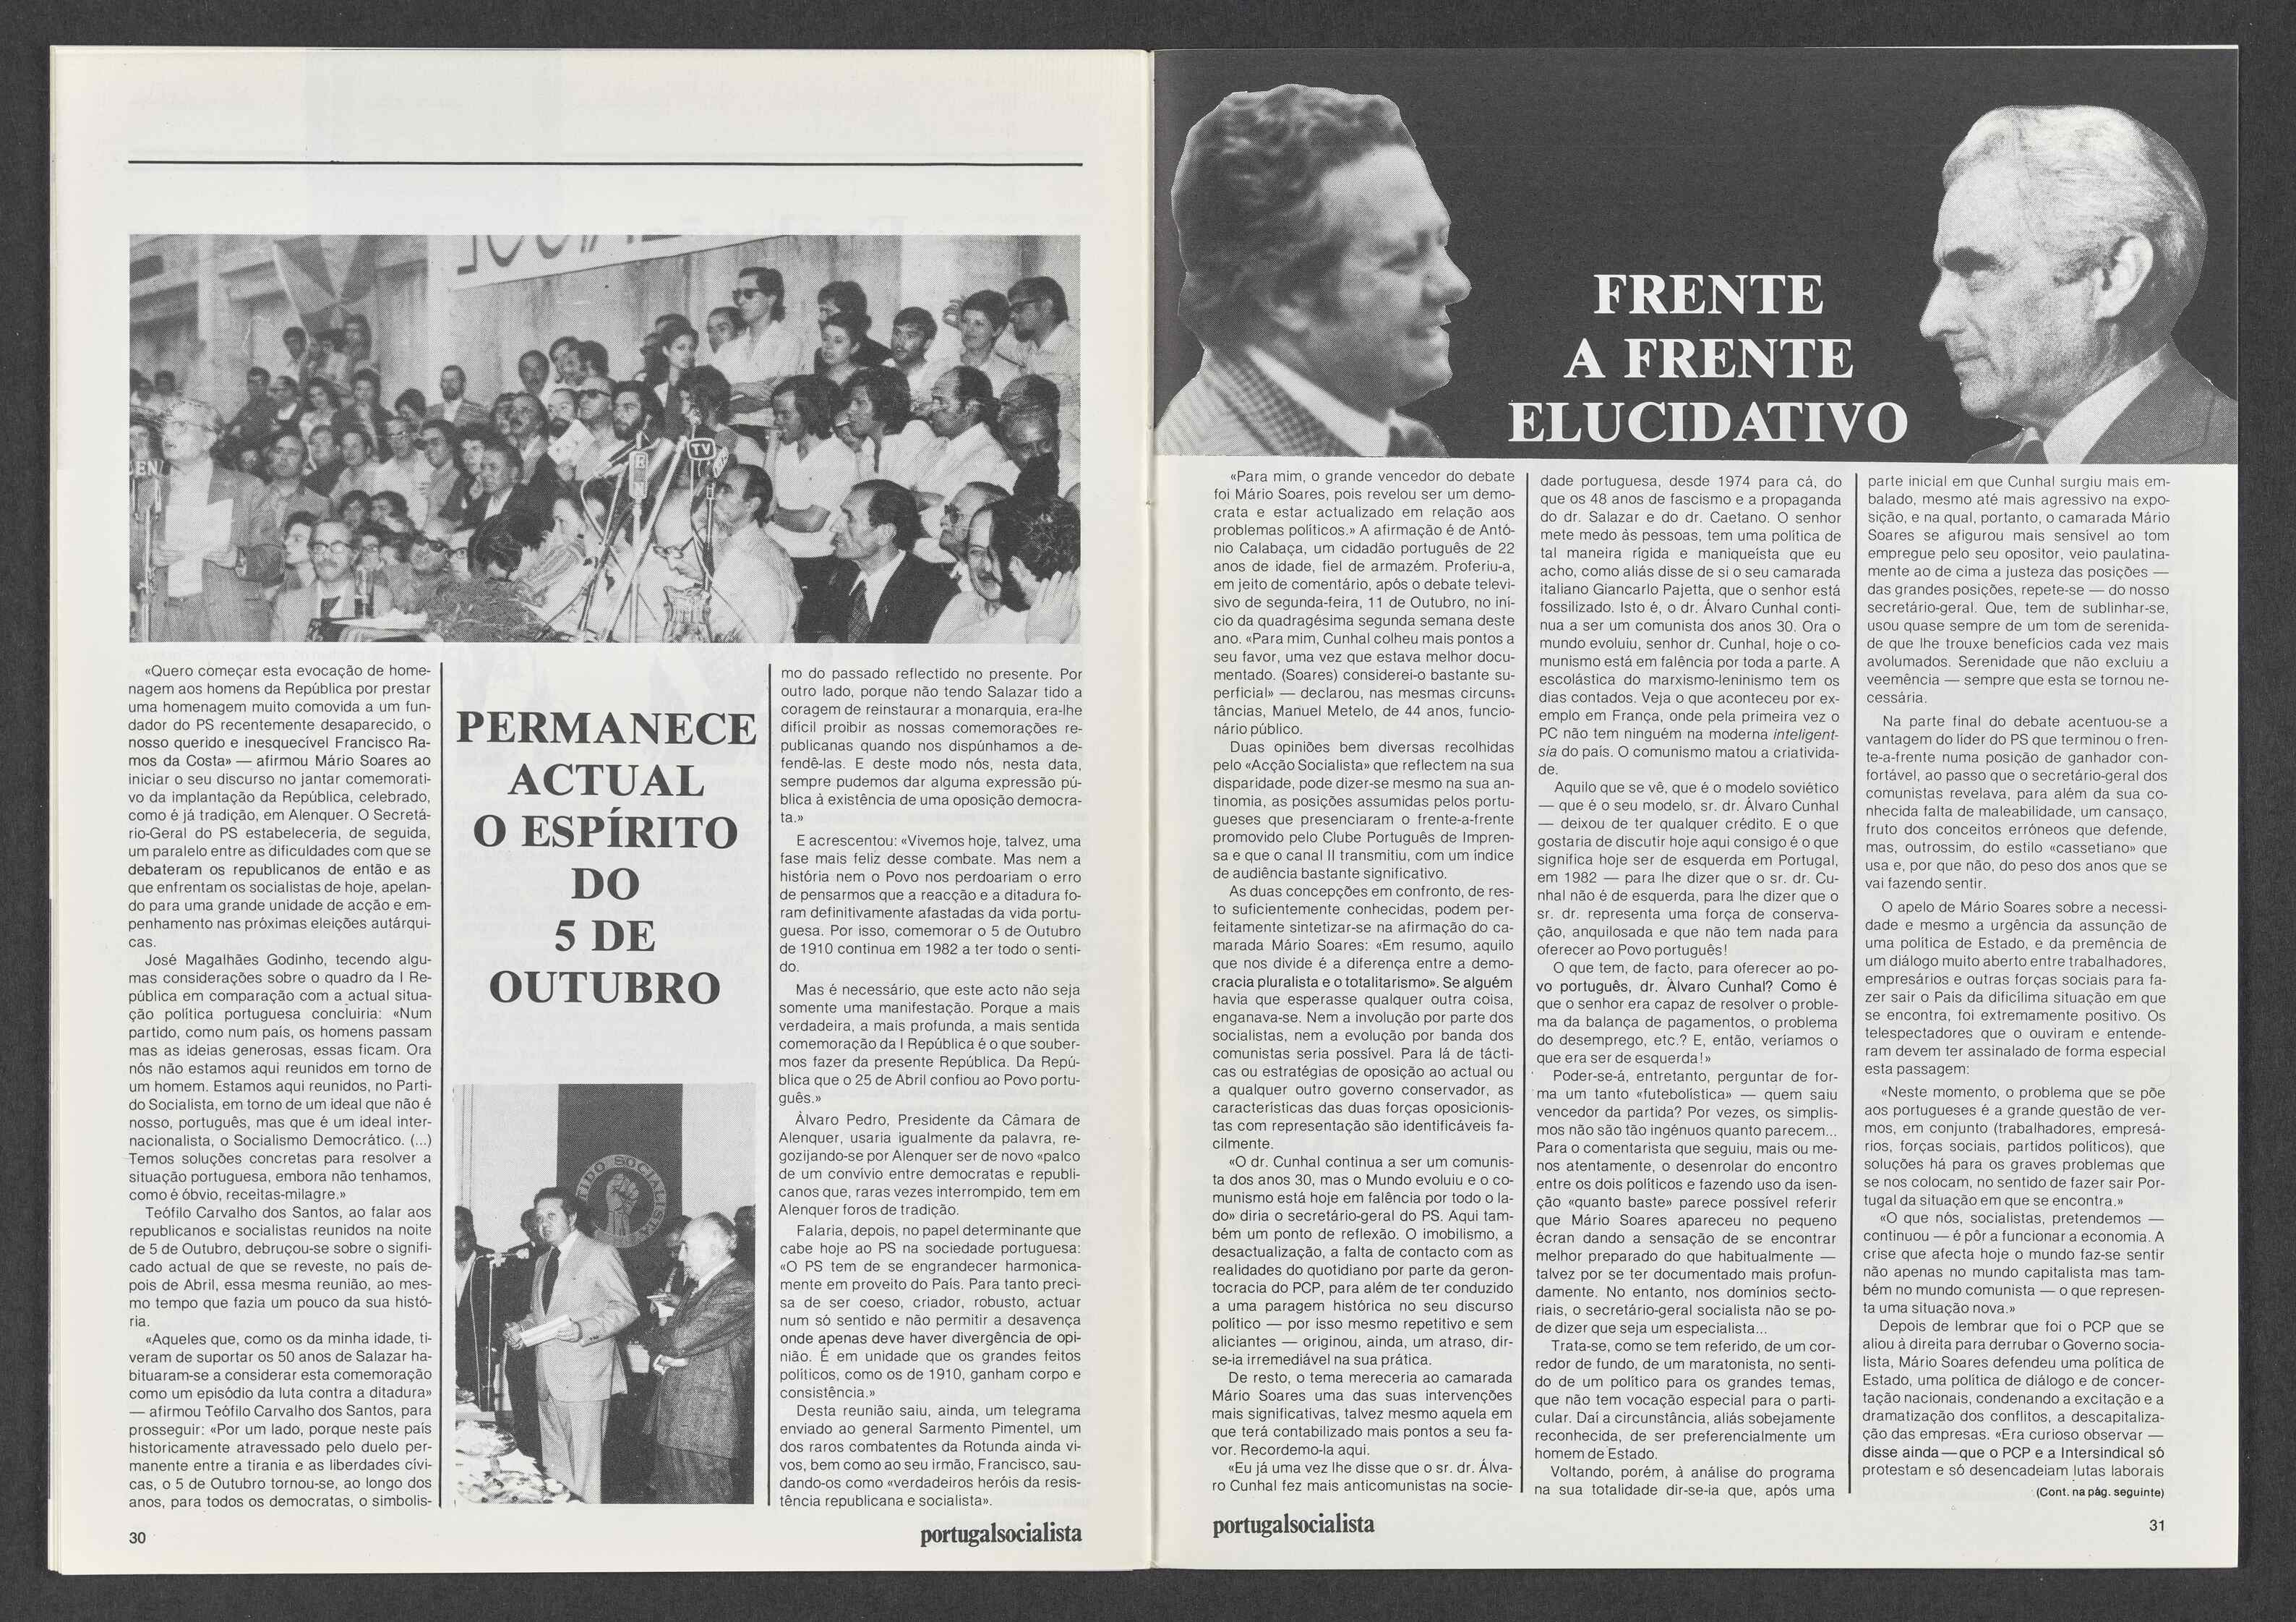 «Quero começar esta evocação de home-
nagem aos homens da República por prestar
uma homenagem muito comovida a um fun-
dador do PS recentemente desaparecido, o
nosso querido e inesquecível Francisco Ra-
mos da Costa» — afirmou Mário Soares ao
iniciar o seu discurso no jantar comemorati-
vo da implantação da República, celebrado,
como é já tradição, em Alenquer. O Secretá-
rio-Geral do PS estabeleceria, de seguida,
um paralelo entre as dificuldades com que se
debateram os republicanos de então e as
que enfrentam os socialistas de hoje, apelan-
do para uma grande unidade de acção e em-
penhamento nas próximas eleições autárqui-
cas.
José Magalhães Godinho, tecendo algu-
mas considerações sobre o quadro da I Re-
pública em comparação com a actual situa-
ção política portuguesa concluiria: «Num
partido, como num país, os homens passam
mas as ideias generosas, essas ficam. Ora
nós não estamos aqui reunidos em torno de
um homem. Estamos aqui reunidos, no Parti-
do Socialista, em torno de um ideal que não é
nosso, português, mas que é um ideal inter-
nacionalista, o Socialismo Democrático. (...)
Temos soluções concretas para resolver a
situação portuguesa, embora não tenhamos,
como é óbvio, receitas-milagre.»
Teófilo Carvalho dos Santos, ao falar aos
republicanos e socialistas reunidos na noite
de 5 de Outubro, debruçou-se sobre o signifi-
cado actual de que se reveste, no país de-
pois de Abril, essa mesma reunião, ao mes-
mo tempo que fazia um pouco da sua histó-
ria.
«Aqueles que, como os da minha idade, ti-
veram de suportar os 50 anos de Salazar ha-
bituaram-se a considerar esta comemoração
como um episódio da luta contra a ditadura»
— afirmou Teófilo Carvalho dos Santos, para
prosseguir: «Por um lado, porque neste país
historicamente atravessado pelo duelo per-
manente entre a tirania e as liberdades cívi-
cas, o 5 de Outubro tornou-se, ao longo dos
anos, para todos os democratas, o simbolis-
PERMANECE
ACTUAL
O ESPÍRITO
DO
5 DE
OUTUBRO
mo do passado reflectido no presente. Por
outro lado, porque não tendo Salazar tido a
coragem de reinstaurar a monarquia, era-lhe
difícil proibir as nossas comemorações re-
publicanas quando nos dispúnhamos a de-
fendê-las. E deste modo nós, nesta data,
sempre pudemos dar alguma expressão pú-
blica à existência de uma oposição democra-
ta.»
E acrescentou: «Vivemos hoje, talvez, uma
fase mais feliz desse combate. Mas nem a
história nem o Povo nos perdoariam o erro
de pensarmos que a reacção e a ditadura fo-
ram definitivamente afastadas da vida portu-
guesa. Por isso, comemorar o 5 de Outubro
de 1910 continua em 1982 a ter todo o senti-
do.
Mas é necessário, que este acto não seja
somente uma manifestação. Porque a mais
verdadeira, a mais profunda, a mais sentida
comemoração da I República é o que souber-
mos fazer da presente República. Da Repú-
blica que o 25 de Abril confiou ao Povo portu-
guês.»
Álvaro Pedro, Presidente da Câmara de
Alenquer, usaria igualmente da palavra, re-
gozijando-se por Alenquer ser de novo «palco
de um convívio entre democratas e republi-
canos que, raras vezes interrompido, tem em
Alenquer foros de tradição.
Falaria, depois, no papel determinante que
cabe hoje ao PS na sociedade portuguesa:
«O PS tem de se engrandecer harmonica-
mente em proveito do País. Para tanto preci-
sa de ser coeso, criador, robusto, actuar
num só sentido e não permitir a desavença
onde apenas deve haver divergência de opi-
nião. É em unidade que os grandes feitos
políticos, como os de 1910, ganham corpo e
consistência.»
Desta reunião saiu, ainda, um telegrama
enviado ao general Sarmento Pimentel, um
dos raros combatentes da Rotunda ainda vi-
vos, bem como ao seu irmão, Francisco, sau-
dando-os como «verdadeiros heróis da resis-
tência republicana e socialista».
TV
PARTIDO SOCIALISTA
30
portugalsocialista
FRENTE
A FRENTE
ELUCIDATIVO
«Para mim, o grande vencedor do debate
foi Mário Soares, pois revelou ser um demo-
crata e estar actualizado em relação aos
problemas políticos.» A afirmação é de Antó-
nio Calabaça, um cidadão português de 22
anos de idade, fiel de armazém. Proferiu-a,
em jeito de comentário, após o debate televi-
sivo de segunda-feira, 11 de Outubro, no iní-
cio da quadragésima segunda semana deste
ano. «Para mim, Cunhal colheu mais pontos a
seu favor, uma vez que estava melhor docu-
mentado. (Soares) considerei-o bastante su-
perficial» — declarou, nas mesmas circuns-
tâncias, Manuel Metelo, de 44 anos, funcio-
nário público.
Duas opiniões bem diversas recolhidas
pelo «Acção Socialista» que reflectem na sua
disparidade, pode dizer-se mesmo na sua an-
tinomia, as posições assumidas pelos portu-
gueses que presenciaram o frente-a-frente
promovido pelo Clube Português de Impren-
sa e que o canal II transmitiu, com um índice
de audiência bastante significativo.
As duas concepções em confronto, de res-
to suficientemente conhecidas, podem per-
feitamente sintetizar-se na afirmação do ca-
marada Mário Soares: «Em resumo, aquilo
que nos divide é a diferença entre a demo-
cracia pluralista e o totalitarismo». Se alguém
havia que esperasse qualquer outra coisa,
enganava-se. Nem a involução por parte dos
socialistas, nem a evolução por banda dos
comunistas seria possível. Para lá de tácti-
cas ou estratégias de oposição ao actual ou
a qualquer outro governo conservador, as
características das duas forças oposicionis-
tas com representação são identificáveis fa-
cilmente.
«O dr. Cunhal continua a ser um comunis-
ta dos anos 30, mas o Mundo evoluiu e o co-
munismo está hoje em falência por todo o la-
do» diria o secretário-geral do PS. Aqui tam-
bém um ponto de reflexão. O imobilismo, a
desactualização, a falta de contacto com as
realidades do quotidiano por parte da geron-
tocracia do PCP, para além de ter conduzido
a uma paragem histórica no seu discurso
político — por isso mesmo repetitivo e sem
aliciantes — originou, ainda, um atraso, dir-
se-ia irremediável na sua prática.
De resto, o tema mereceria ao camarada
Mário Soares uma das suas intervenções
mais significativas, talvez mesmo aquela em
que terá contabilizado mais pontos a seu fa-
vor. Recordemo-la aqui.
«Eu já uma vez lhe disse que o sr. dr. Álva-
ro Cunhal fez mais anticomunistas na socie-
dade portuguesa, desde 1974 para cá, do
que os 48 anos de fascismo e a propaganda
do dr. Salazar e do dr. Caetano. O senhor
mete medo às pessoas, tem uma política de
tal maneira rígida e maniqueísta que eu
acho, como aliás disse de si o seu camarada
italiano Giancarlo Pajetta, que o senhor está
fossilizado. Isto é, o dr. Álvaro Cunhal conti-
nua a ser um comunista dos anos 30. Ora o
mundo evoluiu, senhor dr. Cunhal, hoje o co-
munismo está em falência por toda a parte. A
escolástica do marxismo-leninismo tem os
dias contados. Veja o que aconteceu por ex-
emplo em França, onde pela primeira vez o
PC não tem ninguém na moderna inteligent-
sia do país. O comunismo matou a criativida-
de.
Aquilo que se vê, que é o modelo soviético
— que é o seu modelo, sr. dr. Álvaro Cunhal
— deixou de ter qualquer crédito. E o que
gostaria de discutir hoje aqui consigo é o que
significa hoje ser de esquerda em Portugal,
em 1982 — para lhe dizer que o sr. dr. Cu-
nhal não é de esquerda, para lhe dizer que o
sr. dr. representa uma força de conserva-
ção, anquilosada e que não tem nada para
oferecer ao Povo português!
O que tem, de facto, para oferecer ao po-
vo português, dr. Álvaro Cunhal? Como é
que o senhor era capaz de resolver o proble-
ma da balança de pagamentos, o problema
do desemprego, etc.? E, então, veríamos o
que era ser de esquerda!»
Poder-se-á, entretanto, perguntar de for-
ma um tanto «futebolística» — quem saiu
vencedor da partida? Por vezes, os simplis-
mos não são tão ingénuos quanto parecem...
Para o comentarista que seguiu, mais ou me-
nos atentamente, o desenrolar do encontro
entre os dois políticos e fazendo uso da isen-
ção «quanto baste» parece possível referir
que Mário Soares apareceu no pequeno
écran dando a sensação de se encontrar
melhor preparado do que habitualmente —
talvez por se ter documentado mais profun-
damente. No entanto, nos domínios secto-
riais, o secretário-geral socialista não se po-
de dizer que seja um especialista...
Trata-se, como se tem referido, de um cor-
redor de fundo, de um maratonista, no senti-
do de um político para os grandes temas,
que não tem vocação especial para o parti-
cular. Daí a circunstância, aliás sobejamente
reconhecida, de ser preferencialmente um
homem de Estado.
Voltando, porém, à análise do programa
na sua totalidade dir-se-ia que, após uma
parte inicial em que Cunhal surgiu mais em-
balado, mesmo até mais agressivo na expo-
sição, e na qual, portanto, o camarada Mário
Soares se afigurou mais sensível ao tom
empregue pelo seu opositor, veio paulatina-
mente ao de cima a justeza das posições —
das grandes posições, repete-se — do nosso
secretário-geral. Que, tem de sublinhar-se,
usou quase sempre de um tom de serenida-
de que lhe trouxe benefícios cada vez mais
avolumados. Serenidade que não excluiu a
veemência — sempre que esta se tornou ne-
cessária.
Na parte final do debate acentuou-se a
vantagem do líder do PS que terminou o fren-
te-a-frente numa posição de ganhador con-
fortável, ao passo que o secretário-geral dos
comunistas revelava, para além da sua co-
nhecida falta de maleabilidade, um cansaço,
fruto dos conceitos erróneos que defende,
mas, outrossim, do estilo «cassetiano» que
usa e, por que não, do peso dos anos que se
vai fazendo sentir.
O apelo de Mário Soares sobre a necessi-
dade e mesmo a urgência da assunção de
uma política de Estado, e da premência de
um diálogo muito aberto entre trabalhadores,
empresários e outras forças sociais para fa-
zer sair o País da dificílima situação em que
se encontra, foi extremamente positivo. Os
telespectadores que o ouviram e entende-
ram devem ter assinalado de forma especial
esta passagem:
«Neste momento, o problema que se põe
aos portugueses é a grande questão de ver-
mos, em conjunto (trabalhadores, empresá-
rios, forças sociais, partidos políticos), que
soluções há para os graves problemas que
se nos colocam, no sentido de fazer sair Por-
tugal da situação em que se encontra.»
«O que nós, socialistas, pretendemos —
continuou — é pôr a funcionar a economia. A
crise que afecta hoje o mundo faz-se sentir
não apenas no mundo capitalista mas tam-
bém no mundo comunista — o que represen-
ta uma situação nova.»
Depois de lembrar que foi o PCP que se
aliou à direita para derrubar o Governo socia-
lista, Mário Soares defendeu uma política de
Estado, uma política de diálogo e de concer-
tação nacionais, condenando a excitação e a
dramatização dos conflitos, a descapitaliza-
ção das empresas. «Era curioso observar —
disse ainda — que o PCP e a Intersindical só
protestam e só desencadeiam lutas laborais
(Cont. na pág. seguinte)
portugalsocialista
31